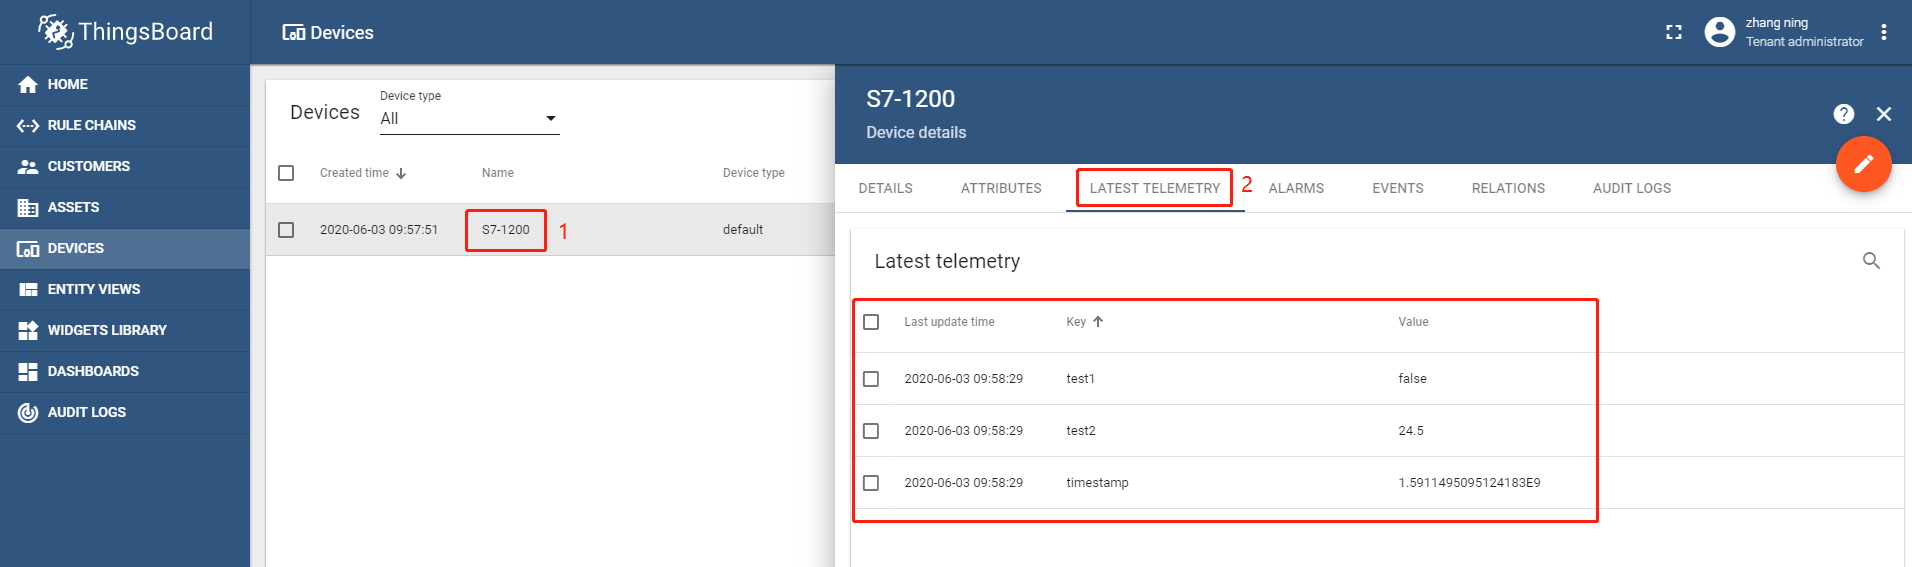 ThingsBoard
Devices
zhang ning
Tenant administrator
HOME
RULE CHAINS
CUSTOMERS
ASSETS
DEVICES
ENTITY VIEWS
WIDGETS LIBRARY
DASHBOARDS
AUDIT LOGS
Devices
Device type
All
Created time Name Device type
2020-06-03 09:57:51 S7-1200 1 default
S7-1200
Device details
?
DETAILS ATTRIBUTES LATEST TELEMETRY 2 ALARMS EVENTS RELATIONS AUDIT LOGS
Latest telemetry
Last update time Key Value
2020-06-03 09:58:29 test1 false
2020-06-03 09:58:29 test2 24.5
2020-06-03 09:58:29 timestamp 1.5911495095124183E9